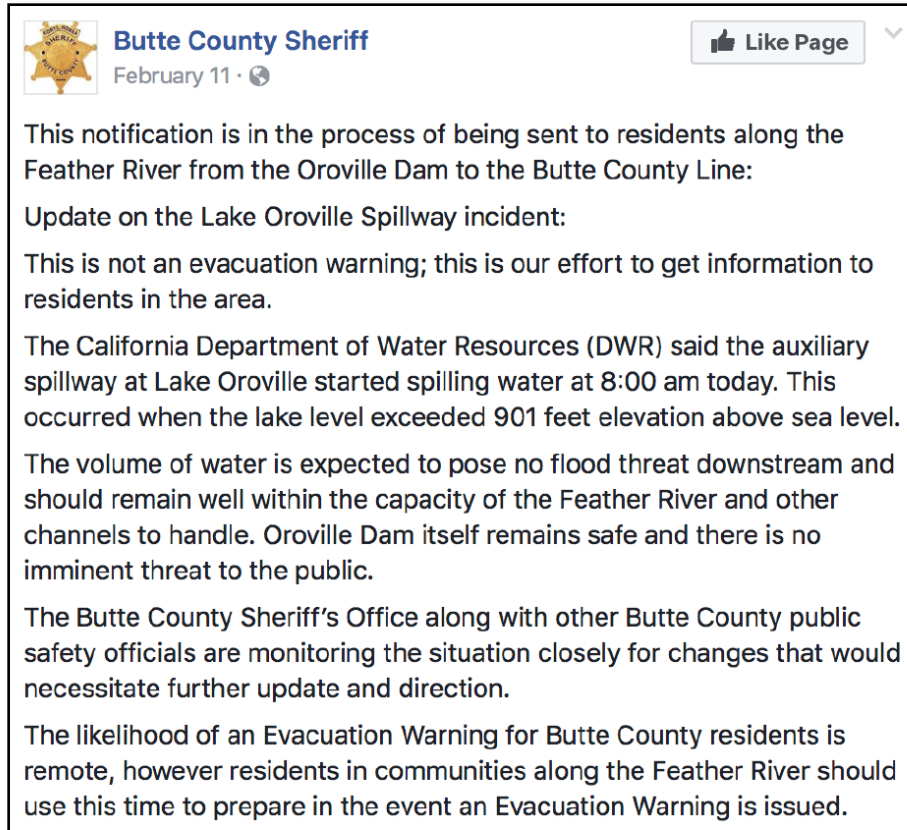 KORY L. HONEA
SHERIFF
BUTTE COUNTY
Butte County Sheriff
February 11 ·
Like Page
This notification is in the process of being sent to residents along the
Feather River from the Oroville Dam to the Butte County Line:
Update on the Lake Oroville Spillway incident:
This is not an evacuation warning; this is our effort to get information to
residents in the area.
The California Department of Water Resources (DWR) said the auxiliary
spillway at Lake Oroville started spilling water at 8:00 am today. This
occurred when the lake level exceeded 901 feet elevation above sea level.
The volume of water is expected to pose no flood threat downstream and
should remain well within the capacity of the Feather River and other
channels to handle. Oroville Dam itself remains safe and there is no
imminent threat to the public.
The Butte County Sheriff's Office along with other Butte County public
safety officials are monitoring the situation closely for changes that would
necessitate further update and direction.
The likelihood of an Evacuation Warning for Butte County residents is
remote, however residents in communities along the Feather River should
use this time to prepare in the event an Evacuation Warning is issued.